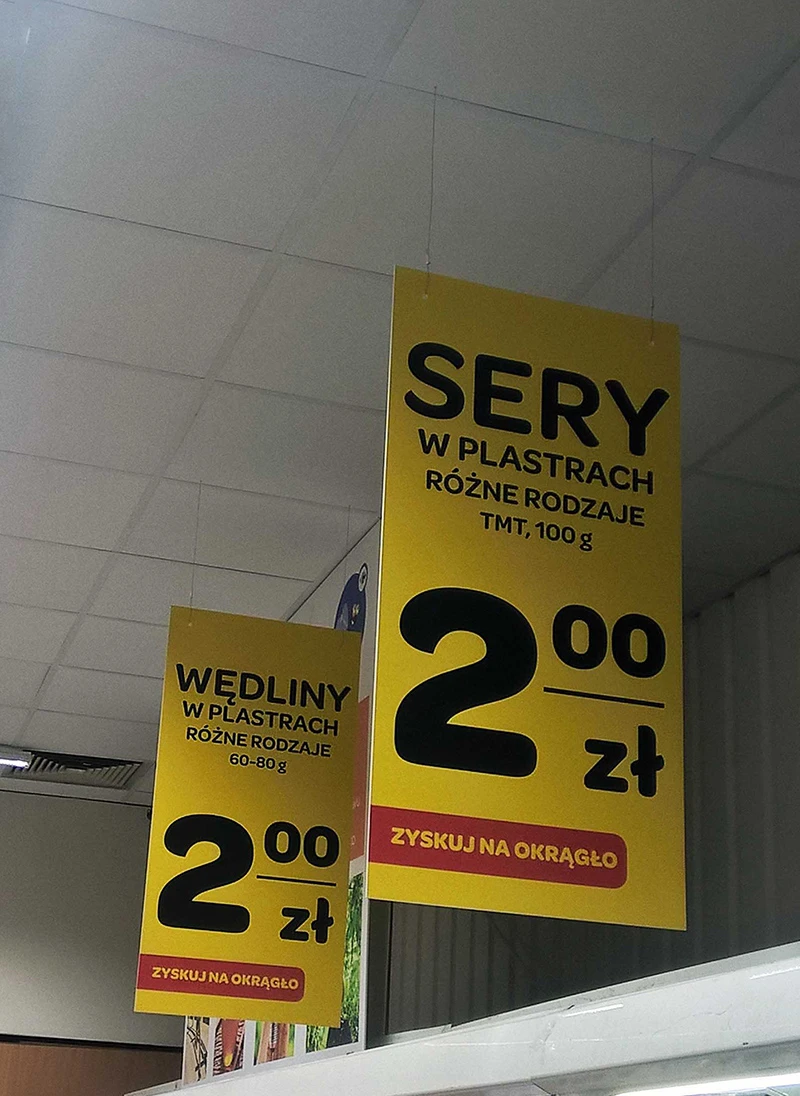 SERY
W PLASTRACH
RÓŻNE RODZAJE
TMT, 100 g
2 00
zł
ZYSKUJ NA OKRĄGŁO
WĘDLINY
W PLASTRACH
RÓŻNE RODZAJE
60-80 g
2 00
zł
ZYSKUJ NA OKRĄGŁO